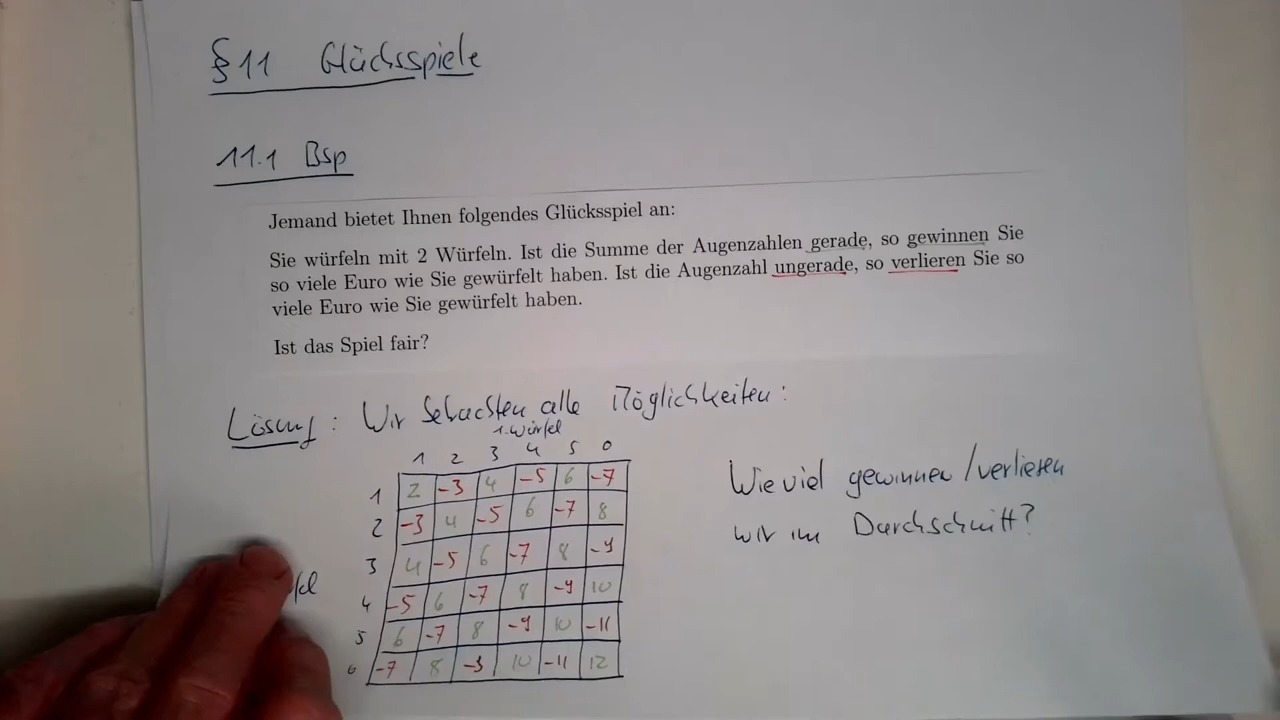 §11 Glücksspiele
11.1 Bsp
Jemand bietet Ihnen folgendes Glücksspiel an:
Sie würfeln mit 2 Würfeln. Ist die Summe der Augenzahlen gerade, so gewinnen Sie
so viele Euro wie Sie gewürfelt haben. Ist die Augenzahl ungerade, so verlieren Sie so
viele Euro wie Sie gewürfelt haben.
Ist das Spiel fair?
Lösung: Wir betrachten alle Möglichkeiten:
1. Würfel
1 2 3 4 5 6
1 2 -3 4 -5 6 -7
2 -3 4 -5 6 -7 8
3 4 -5 6 -7 8 -9
4 -5 6 -7 8 -9 10
5 6 -7 8 -9 10 -11
6 -7 8 -9 10 -11 12
Wie viel gewinnen/verlieren
wir im Durchschnitt?